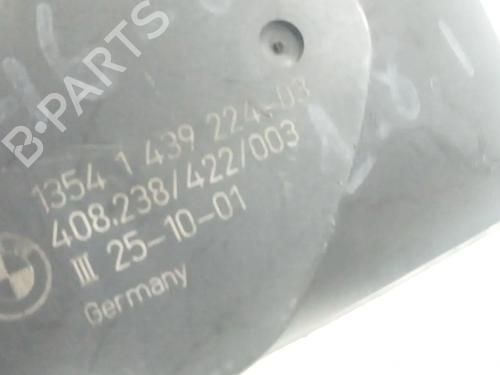 B-PARTS
1354 1 439 224-03
408.238/422/003
III 25-10-01
Germany